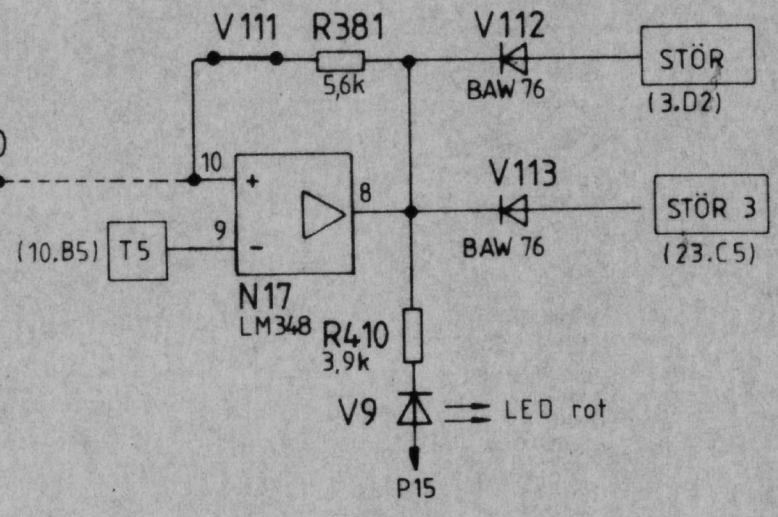 V111 R381 V112 STÖR
5,6k BAW 76 (3.D2)
10 + 8 V113 STÖR 3
(10.B5) T5 9 - BAW 76 (23.C5)
N17
LM348
R410
3,9k
V9 LED rot
P15